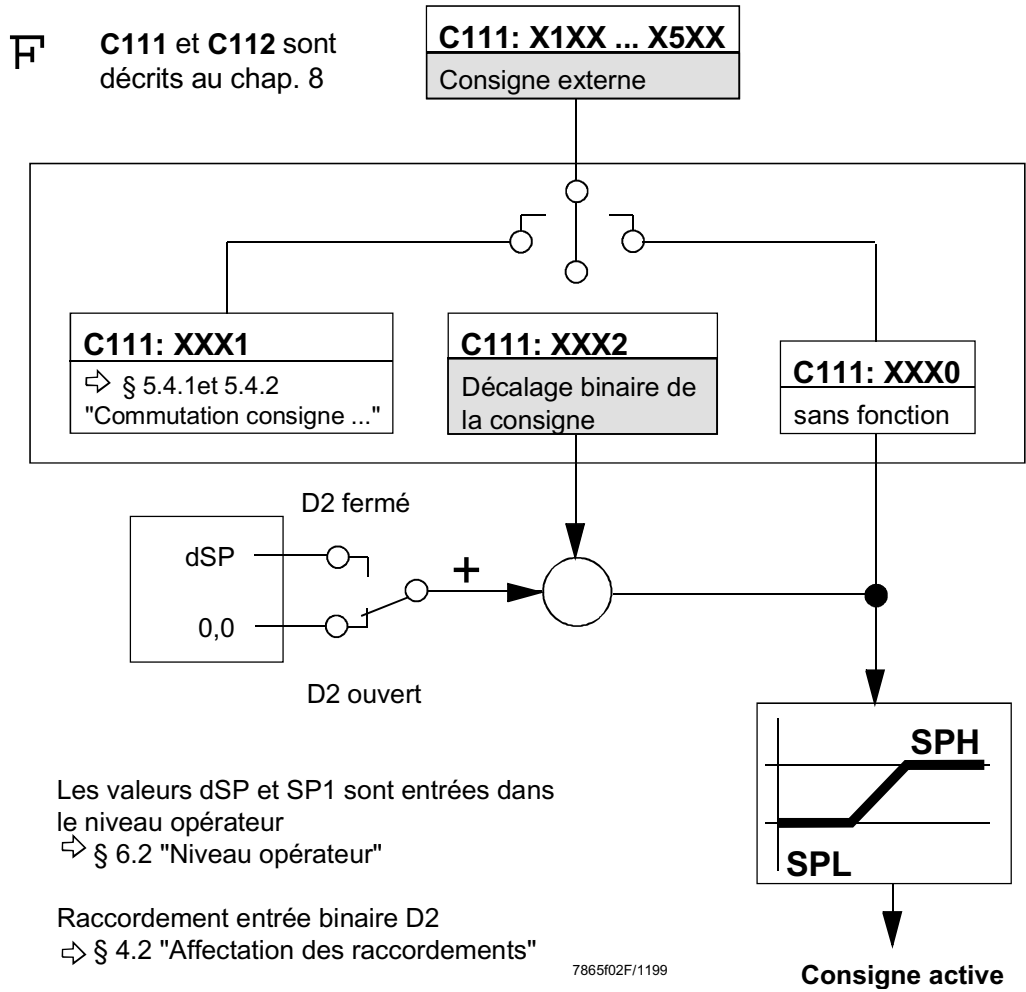 C111 et C112 sont
décrits au chap. 8
C111: X1XX ... X5XX
Consigne externe
C111: XXX1
§ 5.4.1et 5.4.2
"Commutation consigne ..."
C111: XXX2
Décalage binaire de
la consigne
C111: XXX0
sans fonction
D2 fermé
dSP
+
0,0
D2 ouvert
SPH
SPL
Les valeurs dSP et SP1 sont entrées dans
le niveau opérateur
⇨ § 6.2 "Niveau opérateur"
Raccordement entrée binaire D2
⇨ § 4.2 "Affectation des raccordements"
7865f02F/1199
Consigne active